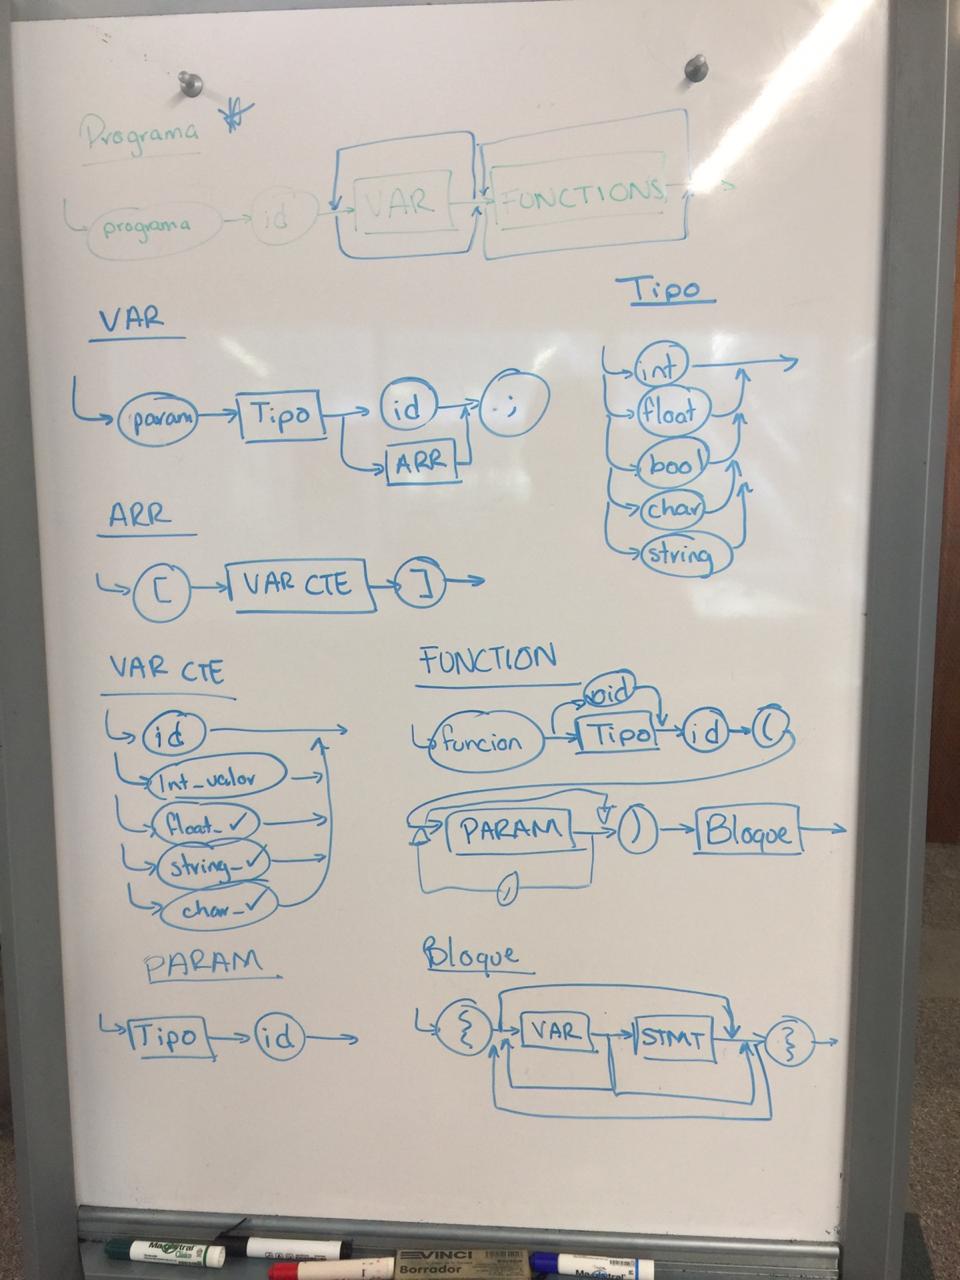 Programa
programa id VAR FUNCTIONS
Tipo
int
float
bool
char
string
VAR
param Tipo id ;
ARR
ARR
[ VAR CTE ]
VAR CTE
id
Int_valor
float_✓
string_✓
char_✓
FUNCTION
void
funcion Tipo id (
PARAM ) Bloque
,
PARAM
Tipo id
Bloque
{ VAR STMT }
Magistral
EVINCI
Borrador
Magistral